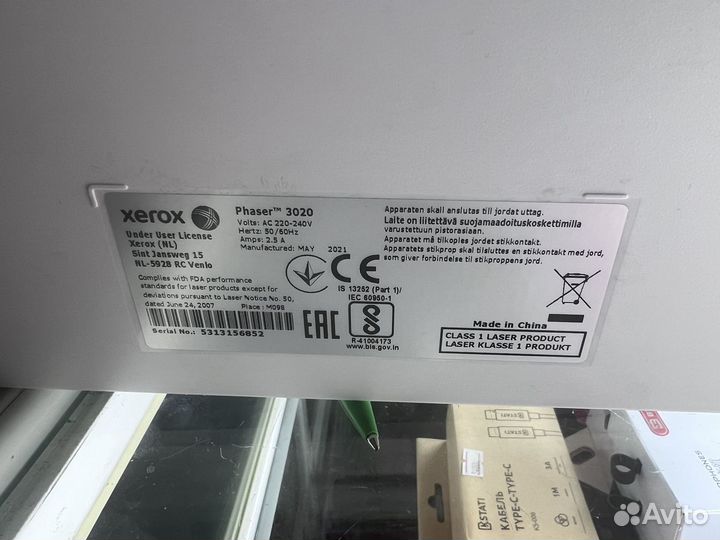 xerox
Phaser™ 3020
Volts: AC 220-240V
Hertz: 50/60Hz
Amps: 2.5 A
Manufactured: MAY 2021
Under User License
Xerox (NL)
Sint Jansweg 15
NL-5928 RC Venlo
Complies with FDA performance
standards for laser products except for
deviations pursuant to Laser Notice No. 50,
dated June 24, 2007 Place : M098
Serial No.: 5313156852
CE
IS 13252 (Part 1)/
IEC 60950-1
EAC
R-41004173
www.bis.gov.in
Apparaten skall anslutas till jordat uttag.
Laite on liitettävä suojamaadoituskoskettimilla
varustettuun pistorasiaan.
Apparatet må tilkoples jordet stikkontakt.
Apparatets stikprop skal tilsluttes en stikkontakt med jord,
som giver forbindelse til stikproppens jord.
Made in China
CLASS 1 LASER PRODUCT
LASER KLASSE 1 PRODUKT
STATI
КАБЕЛЬ
TYPE-C-TYPE-C
1M
3A
Avito